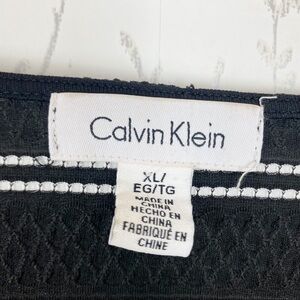 Calvin Klein
XL/
EG/TG
MADE IN
CHINA
HECHO EN
CHINA
FABRIQUÉ EN
CHINE